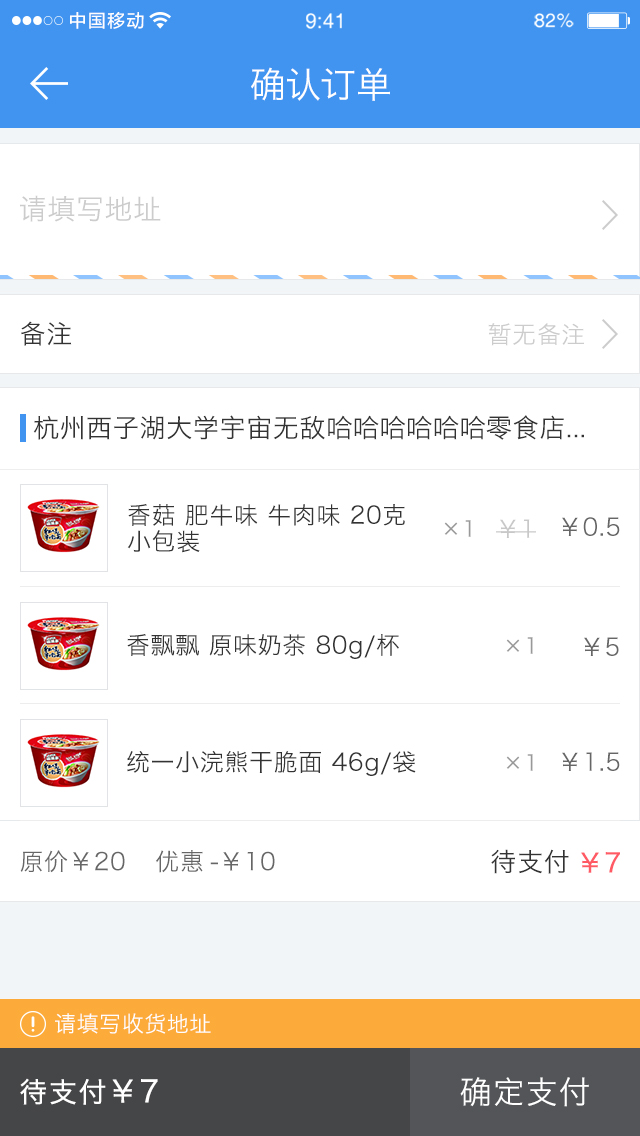 中国移动 9:41 82%
确认订单
请填写地址
备注 暂无备注
杭州西子湖大学宇宙无敌哈哈哈哈哈哈零食店...
香菇 肥牛味 牛肉味 20克 ×1 ¥1 ¥0.5
小包装
香飘飘 原味奶茶 80g/杯 ×1 ¥5
统一小浣熊干脆面 46g/袋 ×1 ¥1.5
原价¥20 优惠-¥10 待支付 ¥7
请填写收货地址
待支付¥7 确定支付